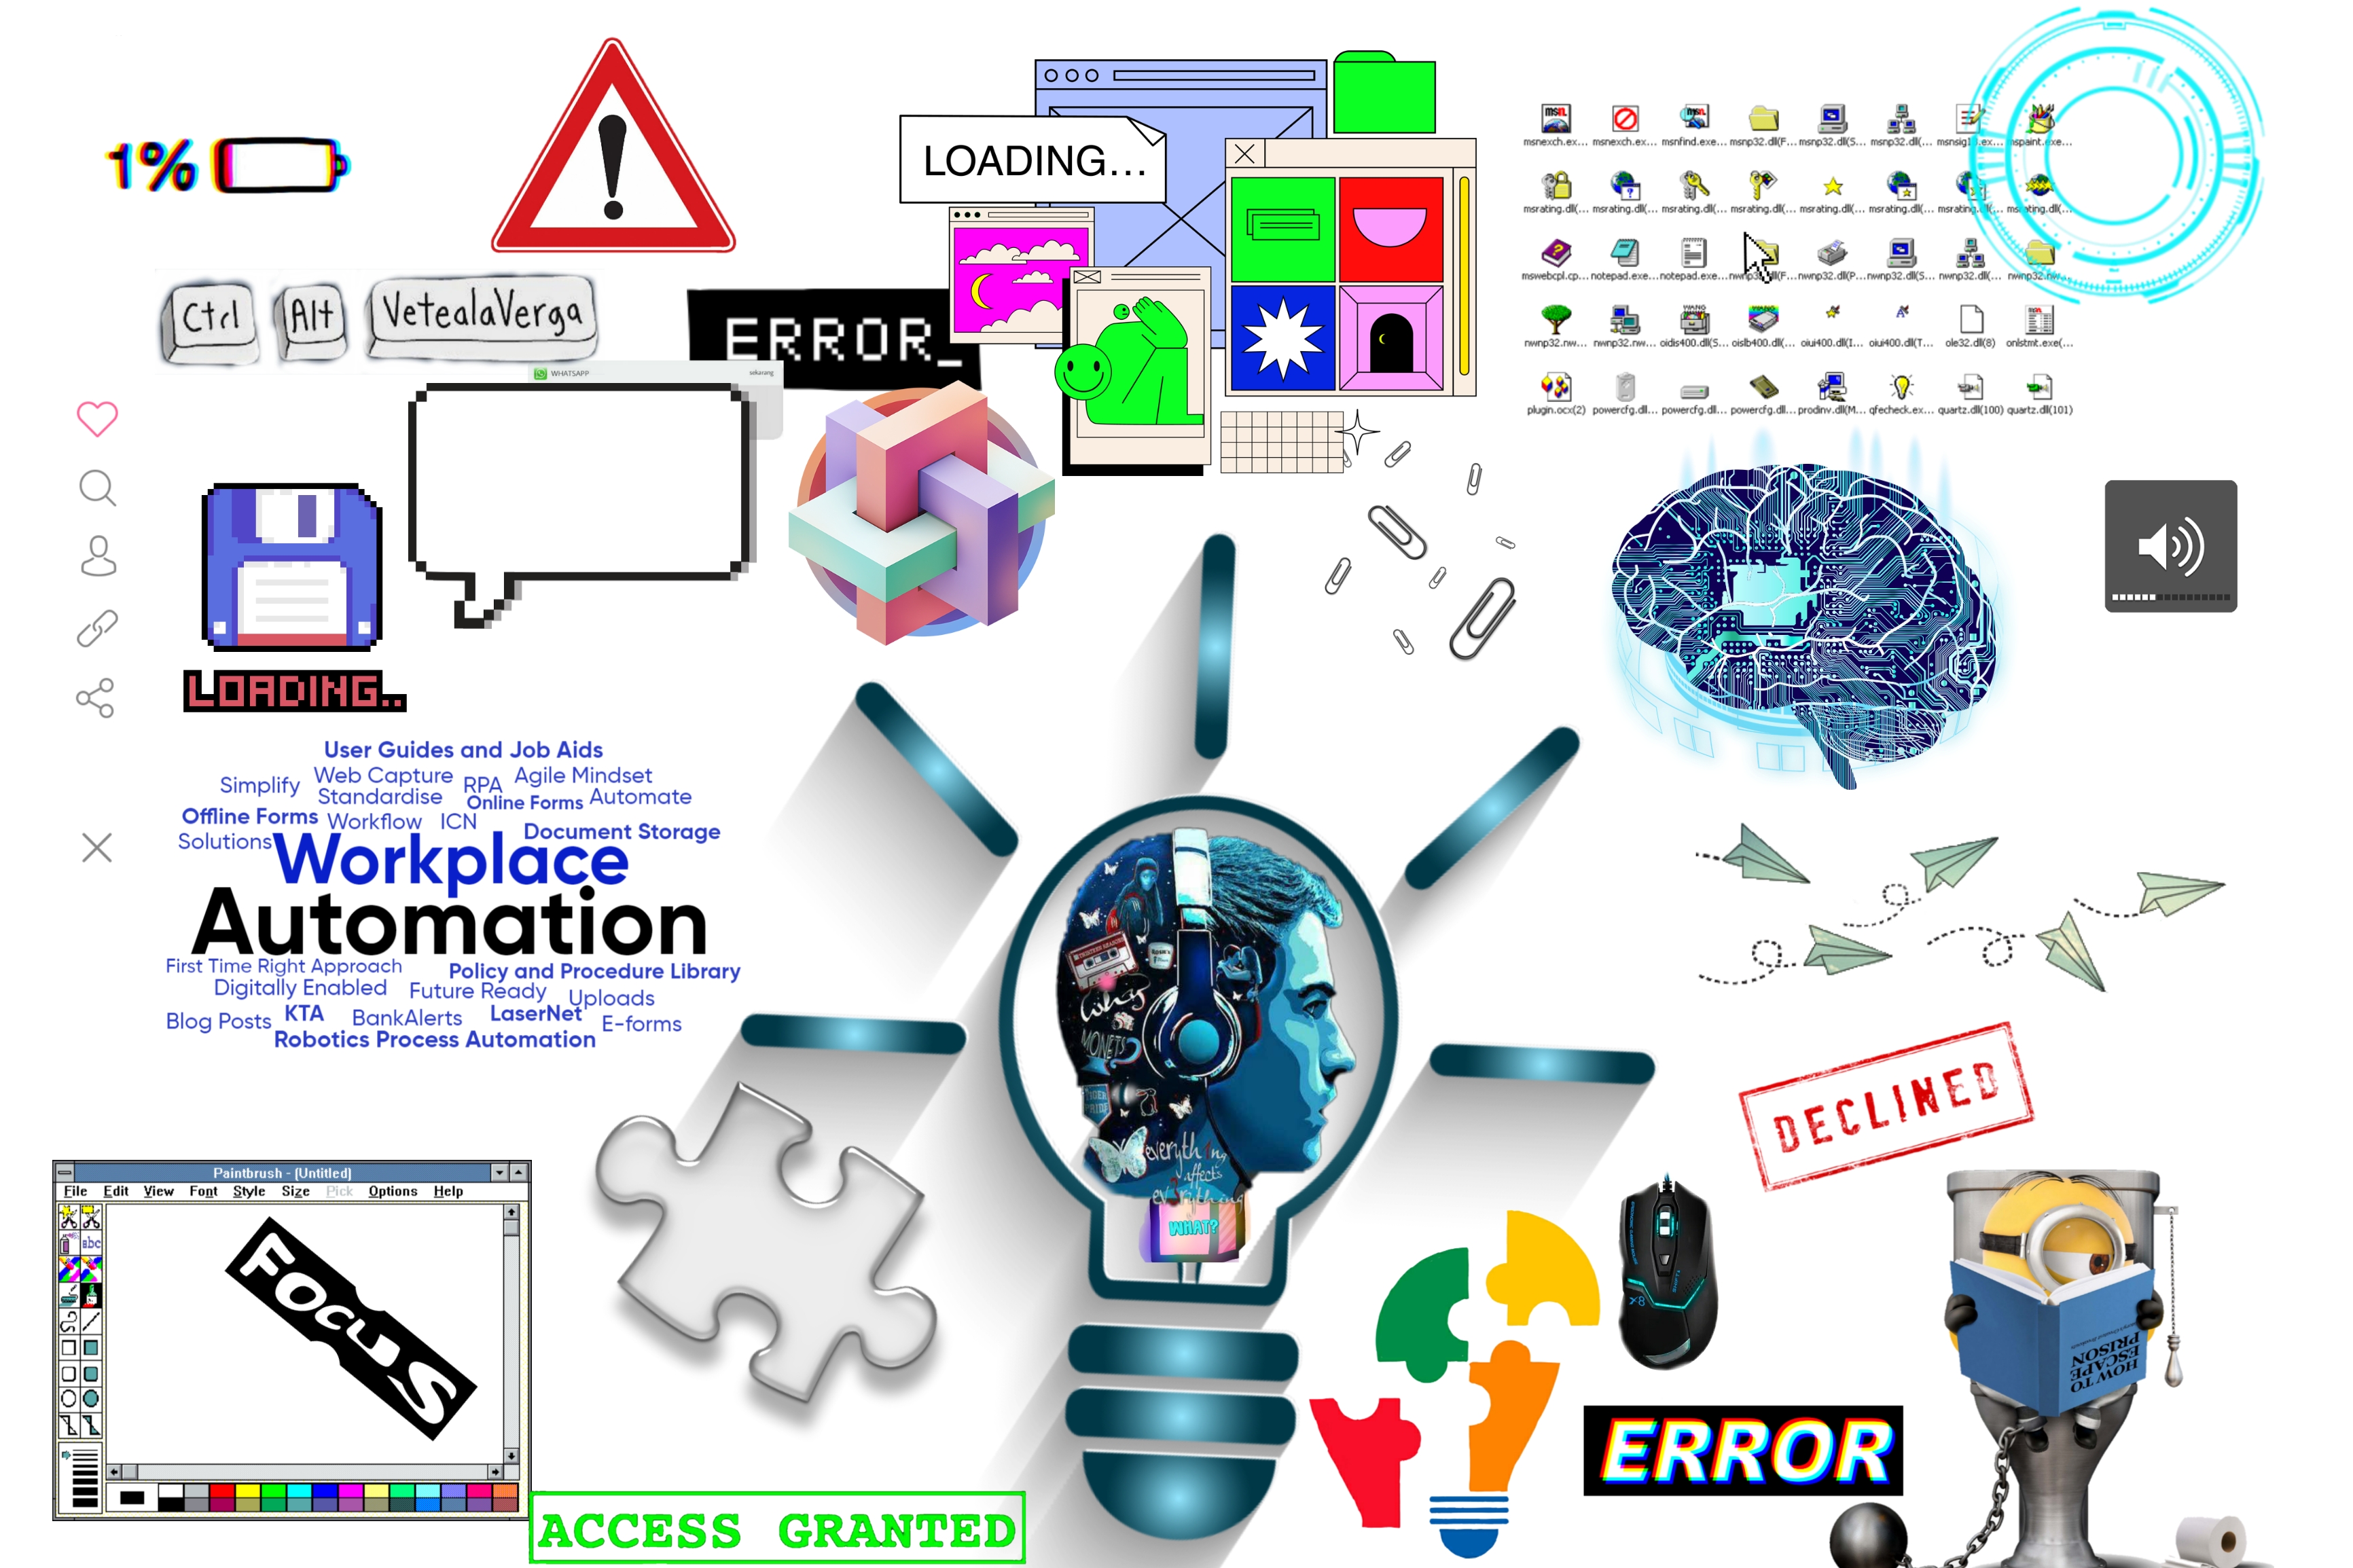 1%
Ctrl Alt VetealaVerga
ERROR_
WHATSAPP sekarang
LOADING...
msnexch.ex... msnexch.ex... msnfind.exe... msnp32.dll(F... msnp32.dll(S... msnp32.dll(... mspaint.exe...
msrating.dll(... msrating.dll(... msrating.dll(... msrating.dll(... msrating.dll(... msrating.dll(... msrating.dll(... msrating.dll(...
mswebcpl.cp... notepad.exe... notepad.exe... nwnp32.dll(F... nwnp32.dll(P... nwnp32.dll(S... nwnp32.dll(... nwnp32.nw...
nwnp32.nw... nwnp32.nw... oidis400.dll(S... oislb400.dll(... oiui400.dll(I... oiui400.dll(T... ole32.dll(8) onlstmt.exe(...
plugin.ocx(2) powercfg.dll... powercfg.dll... powercfg.dll... prodinv.dll(M... qfecheck.ex... quartz.dll(100) quartz.dll(101)
LOADING..
User Guides and Job Aids
Simplify Web Capture RPA Agile Mindset
Standardise Online Forms Automate
Offline Forms Workflow ICN Document Storage
Solutions Workplace
Automation
First Time Right Approach Policy and Procedure Library
Digitally Enabled Future Ready Uploads
Blog Posts KTA BankAlerts LaserNet E-forms
Robotics Process Automation
what
MONETS
everyth1ng
affects
everything
WHAT?
DECLINED
Paintbrush - (Untitled)
File Edit View Font Style Size Pick Options Help
abc
FOCUS
X8
HOW TO
ESCAPE
PRISON
ERROR
ACCESS GRANTED